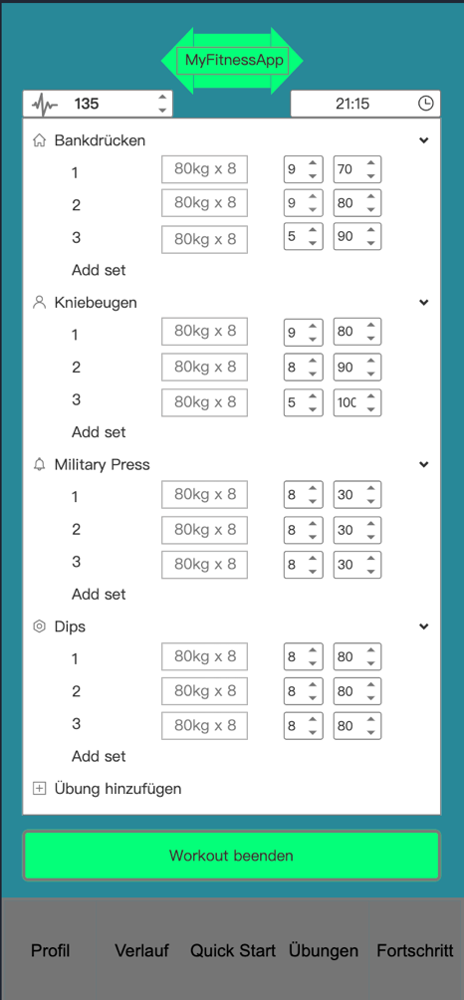 MyFitnessApp
135 21:15
Bankdrücken
1 80kg x 8 9 70
2 80kg x 8 9 80
3 80kg x 8 5 90
Add set
Kniebeugen
1 80kg x 8 9 80
2 80kg x 8 8 90
3 80kg x 8 5 100
Add set
Military Press
1 80kg x 8 8 30
2 80kg x 8 8 30
3 80kg x 8 8 30
Add set
Dips
1 80kg x 8 8 80
2 80kg x 8 8 80
3 80kg x 8 8 80
Add set
Übung hinzufügen
Workout beenden
Profil Verlauf Quick Start Übungen Fortschritt